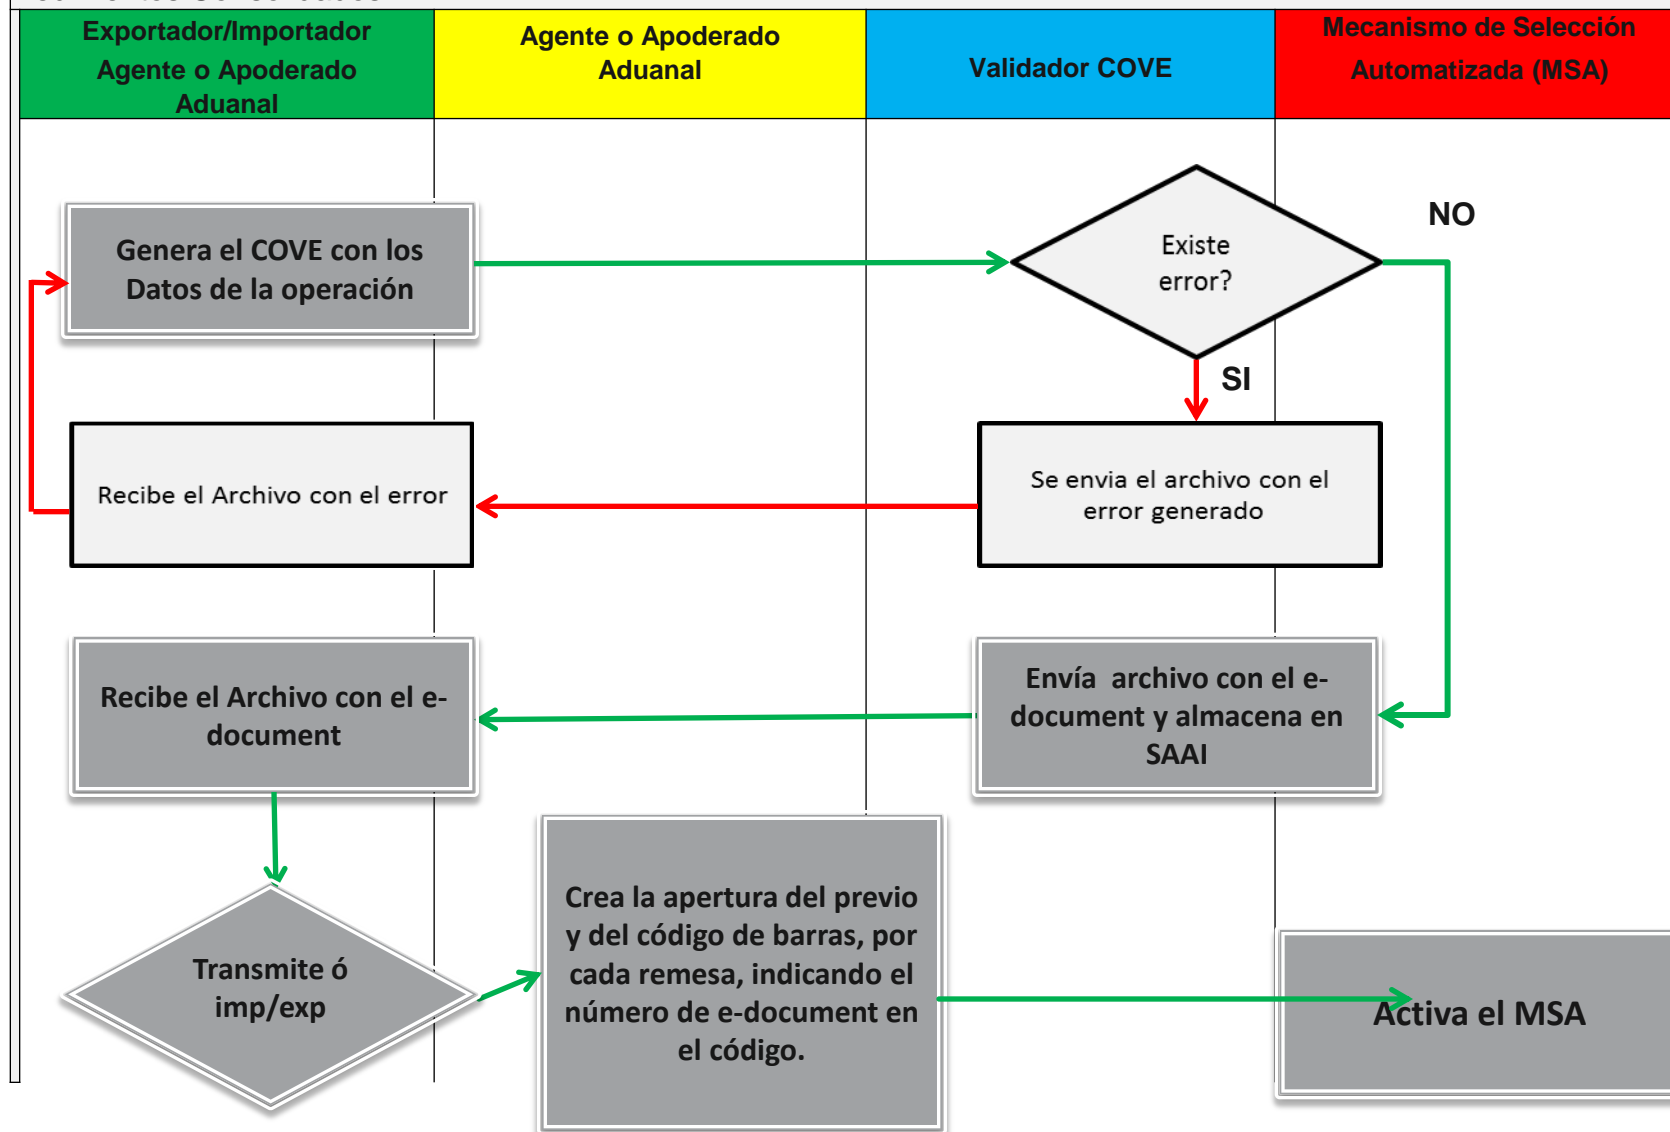 Exportador/Importador
Agente o Apoderado
Aduanal
Agente o Apoderado
Aduanal
Validador COVE
Mecanismo de Selección
Automatizada (MSA)
Genera el COVE con los
Datos de la operación
Existe
error?
NO
SI
Recibe el Archivo con el error
Se envia el archivo con el
error generado
Recibe el Archivo con el e-
document
Envía archivo con el e-
document y almacena en
SAAI
Transmite ó
imp/exp
Crea la apertura del previo
y del código de barras, por
cada remesa, indicando el
número de e-document en
el código.
Activa el MSA